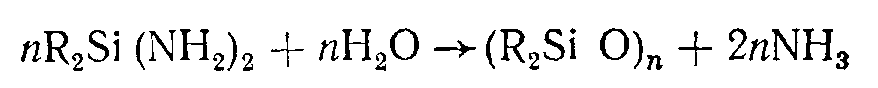 nR₂Si (NH₂)₂ + nH₂O → (R₂Si O)ₙ + 2nNH₃